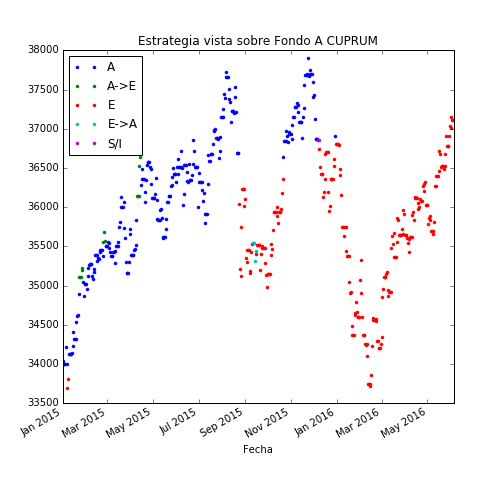 Estrategia vista sobre Fondo A CUPRUM
38000
37000
36000
35000
34000
37500
36500
35500
34500
33500
A
A->E
E
E->A
S/I
Jan 2015
Mar 2015
May 2015
Jul 2015
Sep 2015
Nov 2015
Jan 2016
Mar 2016
May 2016
Fecha